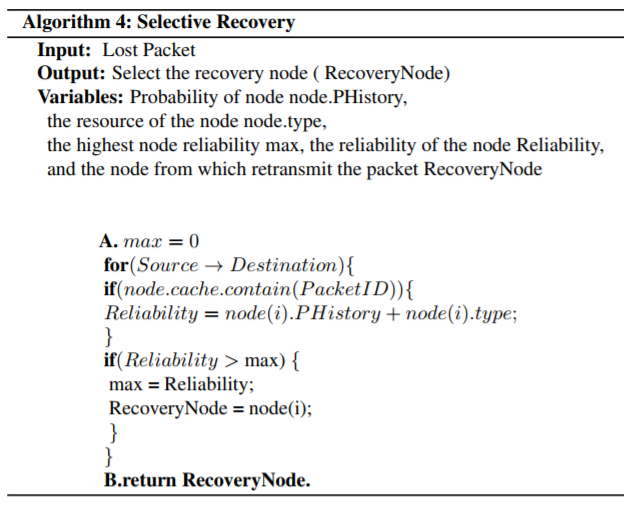 Algorithm 4: Selective Recovery
Input: Lost Packet
Output: Select the recovery node ( RecoveryNode)
Variables: Probability of node node.PHistory,
the resource of the node node.type,
the highest node reliability max, the reliability of the node Reliability,
and the node from which retransmit the packet RecoveryNode
A. max = 0
for(Source → Destination){
if(node.cache.contain(PacketID)){
Reliability = node(i).PHistory + node(i).type;
}
if(Reliability > max) {
max = Reliability;
RecoveryNode = node(i);
}
}
B.return RecoveryNode.